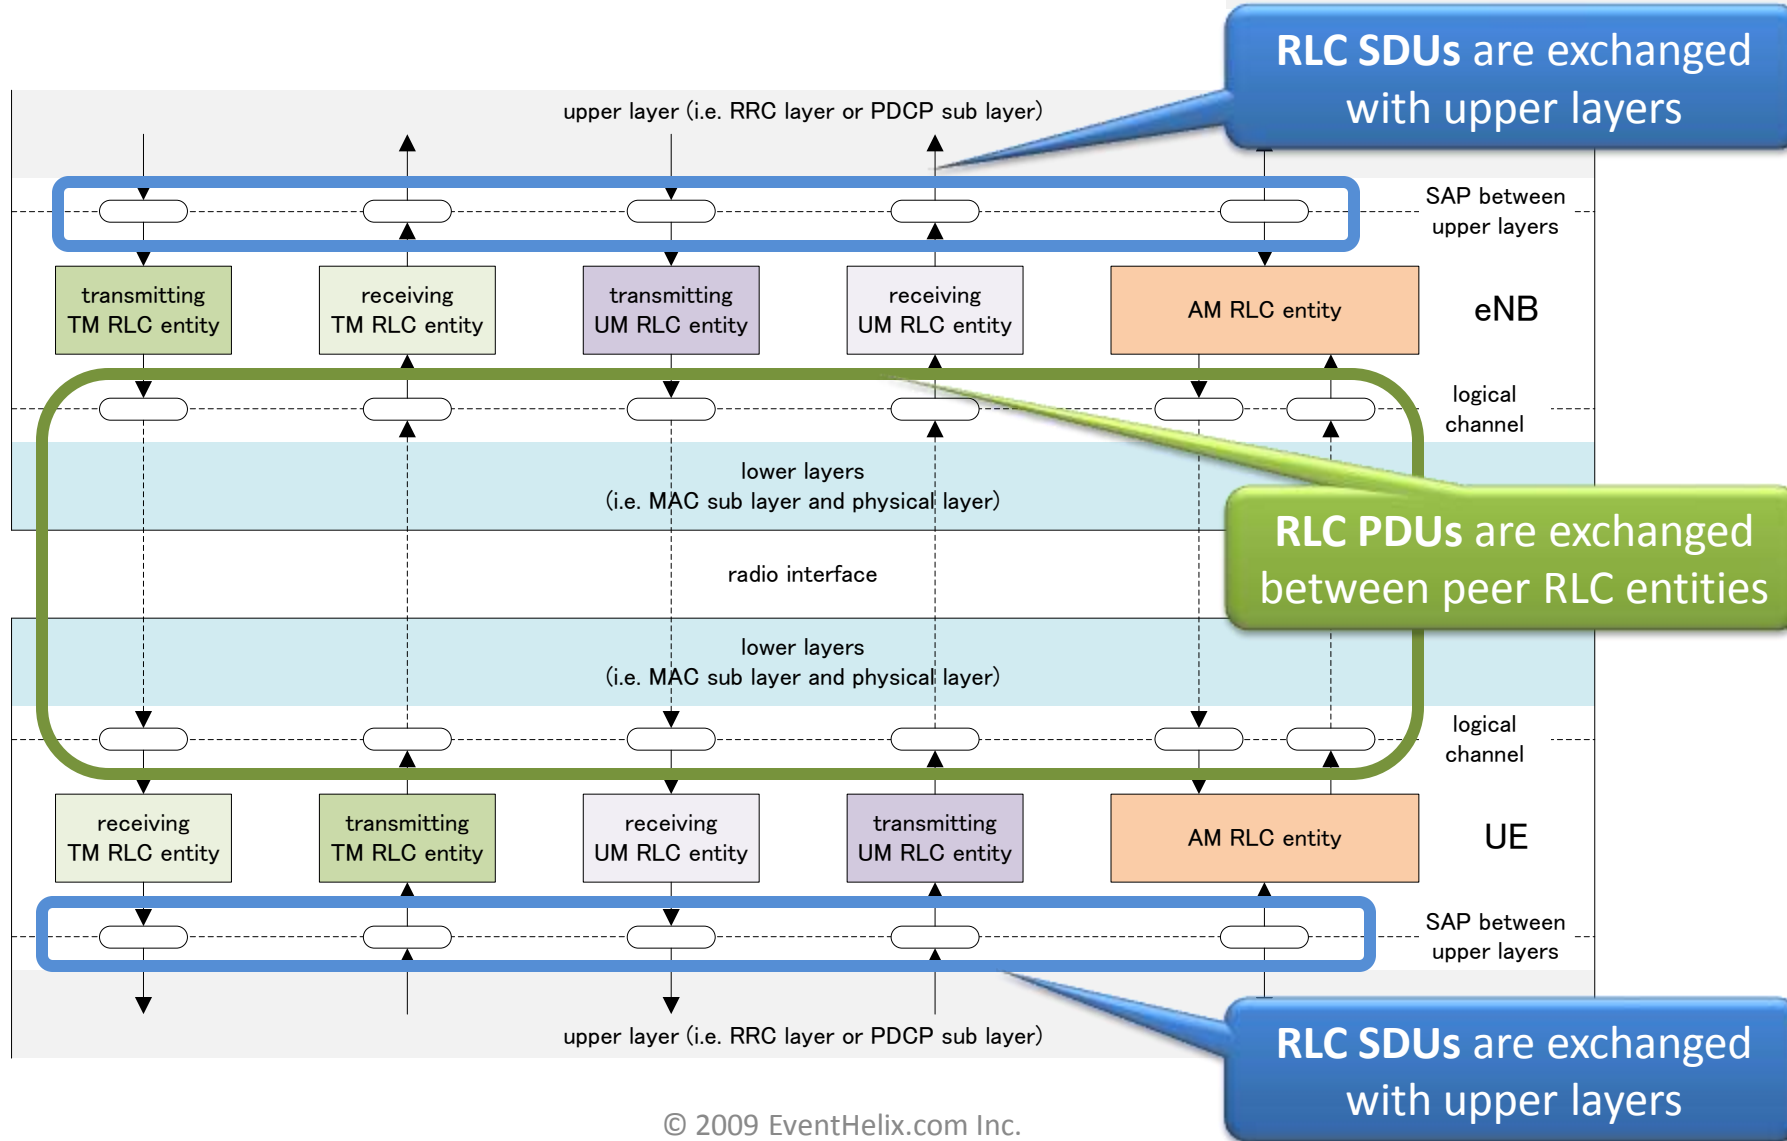 RLC SDUs are exchanged
with upper layers
upper layer (i.e. RRC layer or PDCP sub layer)
SAP between
upper layers
transmitting
TM RLC entity
receiving
TM RLC entity
transmitting
UM RLC entity
receiving
UM RLC entity
AM RLC entity
eNB
logical
channel
lower layers
(i.e. MAC sub layer and physical layer)
RLC PDUs are exchanged
between peer RLC entities
radio interface
lower layers
(i.e. MAC sub layer and physical layer)
logical
channel
receiving
TM RLC entity
transmitting
TM RLC entity
receiving
UM RLC entity
transmitting
UM RLC entity
AM RLC entity
UE
SAP between
upper layers
upper layer (i.e. RRC layer or PDCP sub layer)
RLC SDUs are exchanged
with upper layers
© 2009 EventHelix.com Inc.